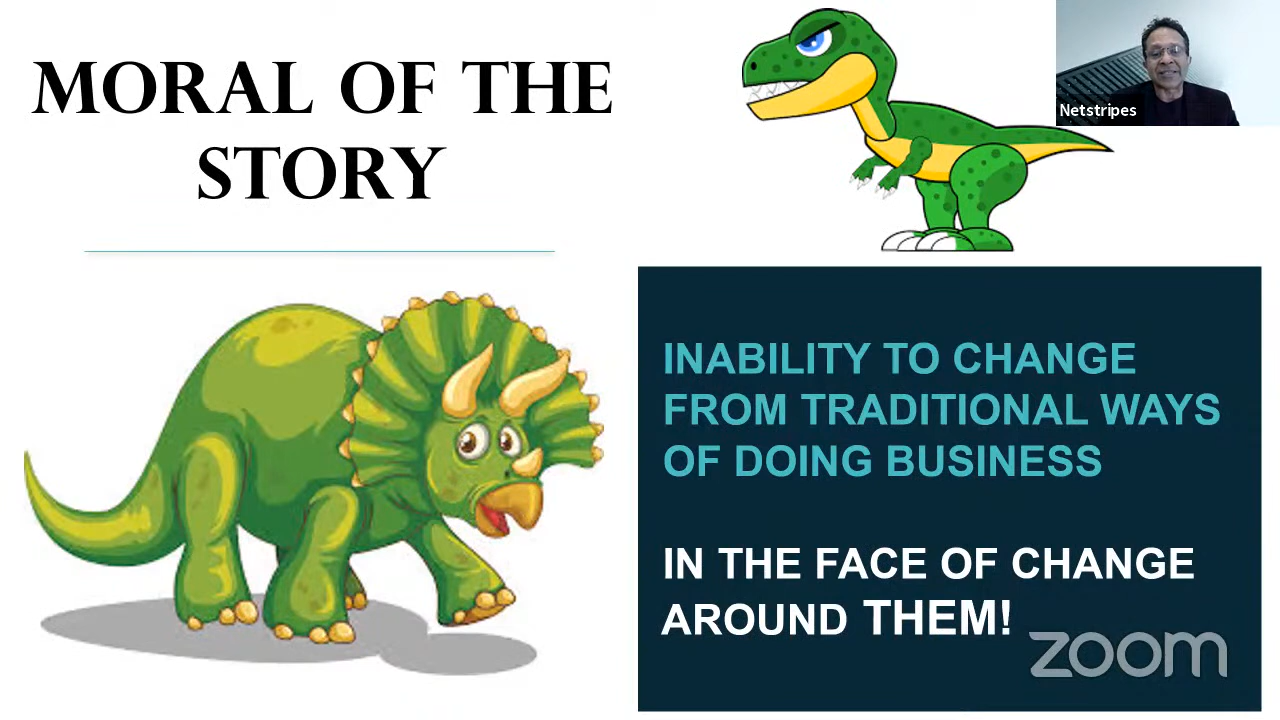 MORAL OF THE
STORY
Netstripes
INABILITY TO CHANGE
FROM TRADITIONAL WAYS
OF DOING BUSINESS
IN THE FACE OF CHANGE
AROUND THEM!
zoom